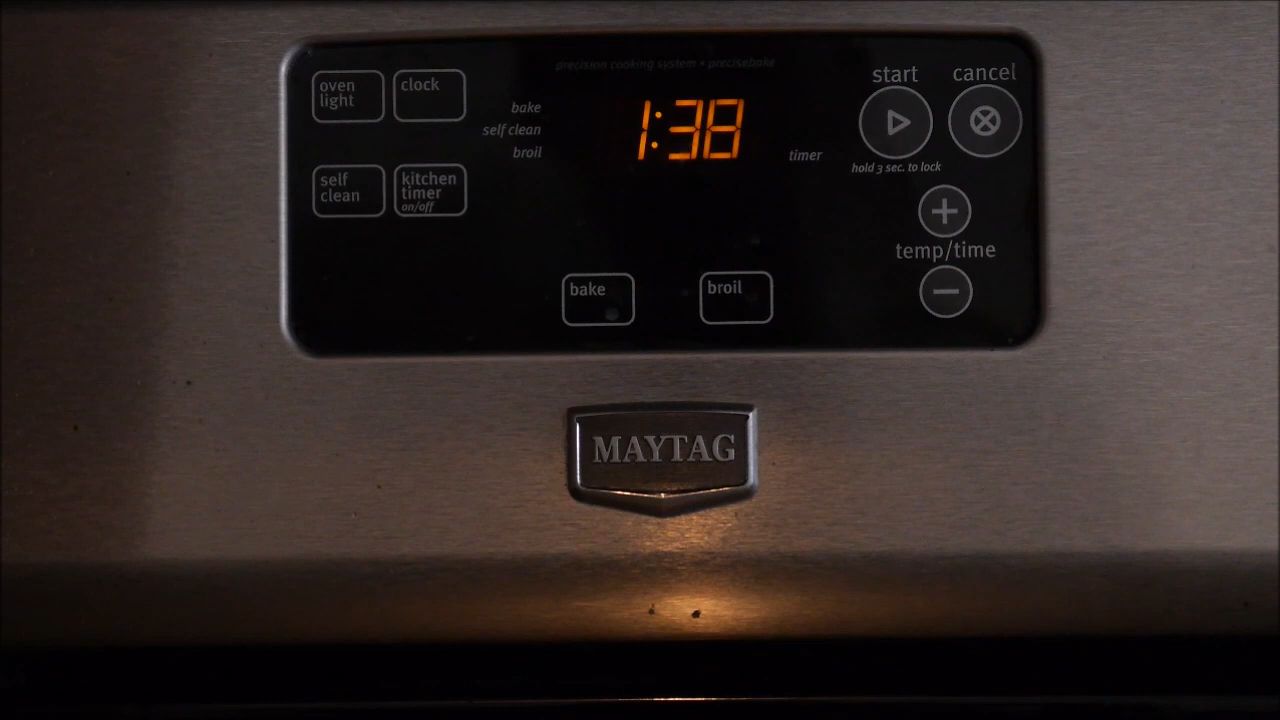 precision cooking system • precisebake
oven
light
clock
bake
self clean
broil
1:38
timer
start
cancel
hold 3 sec. to lock
self
clean
kitchen
timer
on/off
temp/time
bake
broil
MAYTAG